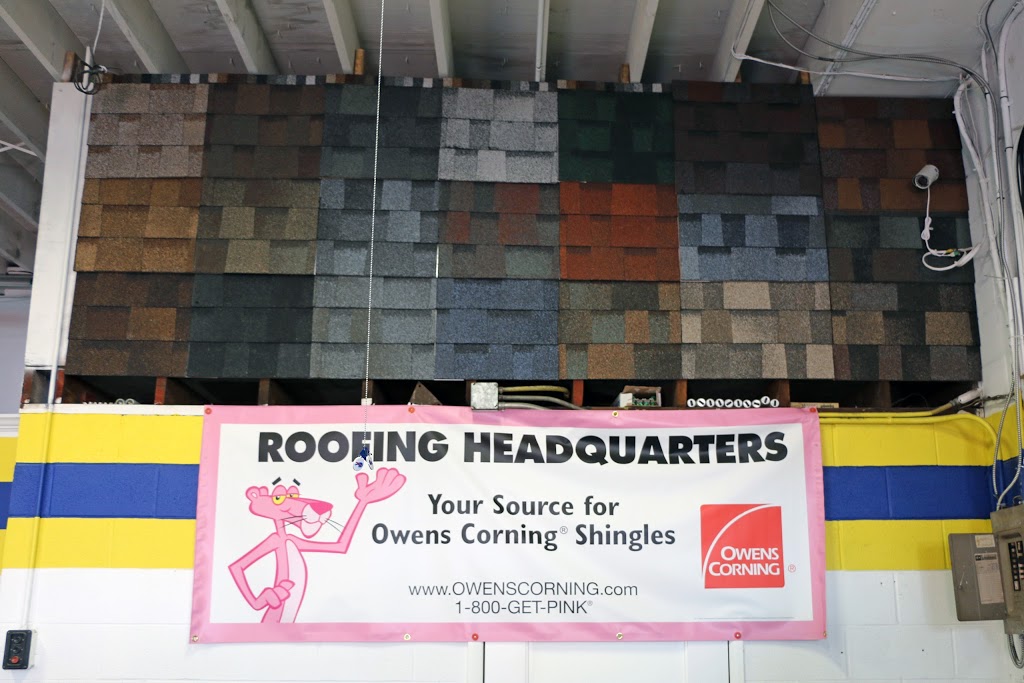 ROOFING HEADQUARTERS
Your Source for
Owens Corning® Shingles
OWENS
CORNING®
www.OWENSCORNING.com
1-800-GET-PINK®